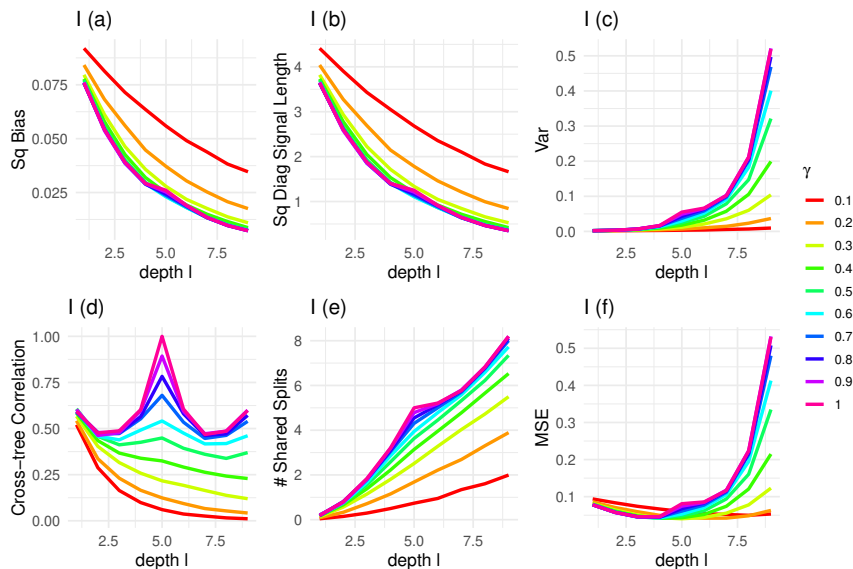 I (a)
I (b)
I (c)
Sq Bias
0.075
0.050
0.025
2.5 5.0 7.5
depth l
Sq Diag Signal Length
4
3
2
1
2.5 5.0 7.5
depth l
Var
0.5
0.4
0.3
0.2
0.1
0.0
2.5 5.0 7.5
depth l
I (d)
I (e)
I (f)
Cross−tree Correlation
1.00
0.75
0.50
0.25
0.00
2.5 5.0 7.5
depth l
# Shared Splits
8
6
4
2
0
2.5 5.0 7.5
depth l
MSE
0.5
0.4
0.3
0.2
0.1
2.5 5.0 7.5
depth l
γ
0.1
0.2
0.3
0.4
0.5
0.6
0.7
0.8
0.9
1